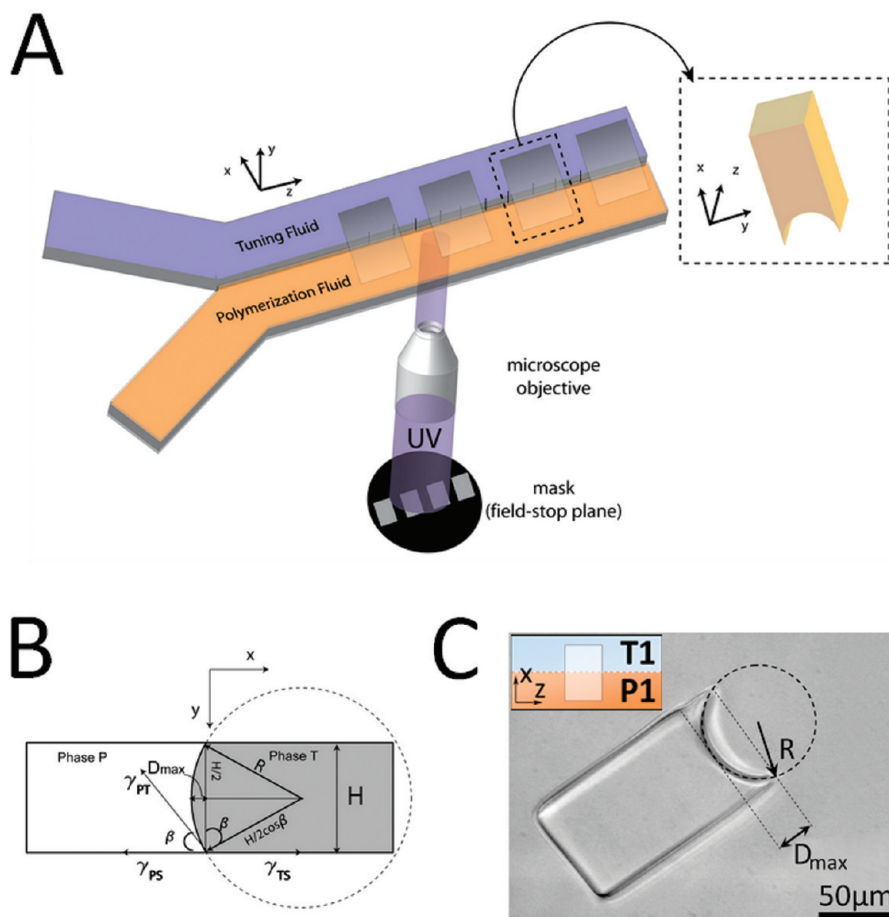 A
y
x
z
Tuning Fluid
Polymerization Fluid
x
z
y
microscope
objective
UV
mask
(field-stop plane)
B
x
y
Phase P
Phase T
Dmax
H/2
R
H
γPT
β
β
H/2cosβ
γPS
γTS
C
T1
P1
X
Z
R
Dmax
50μm